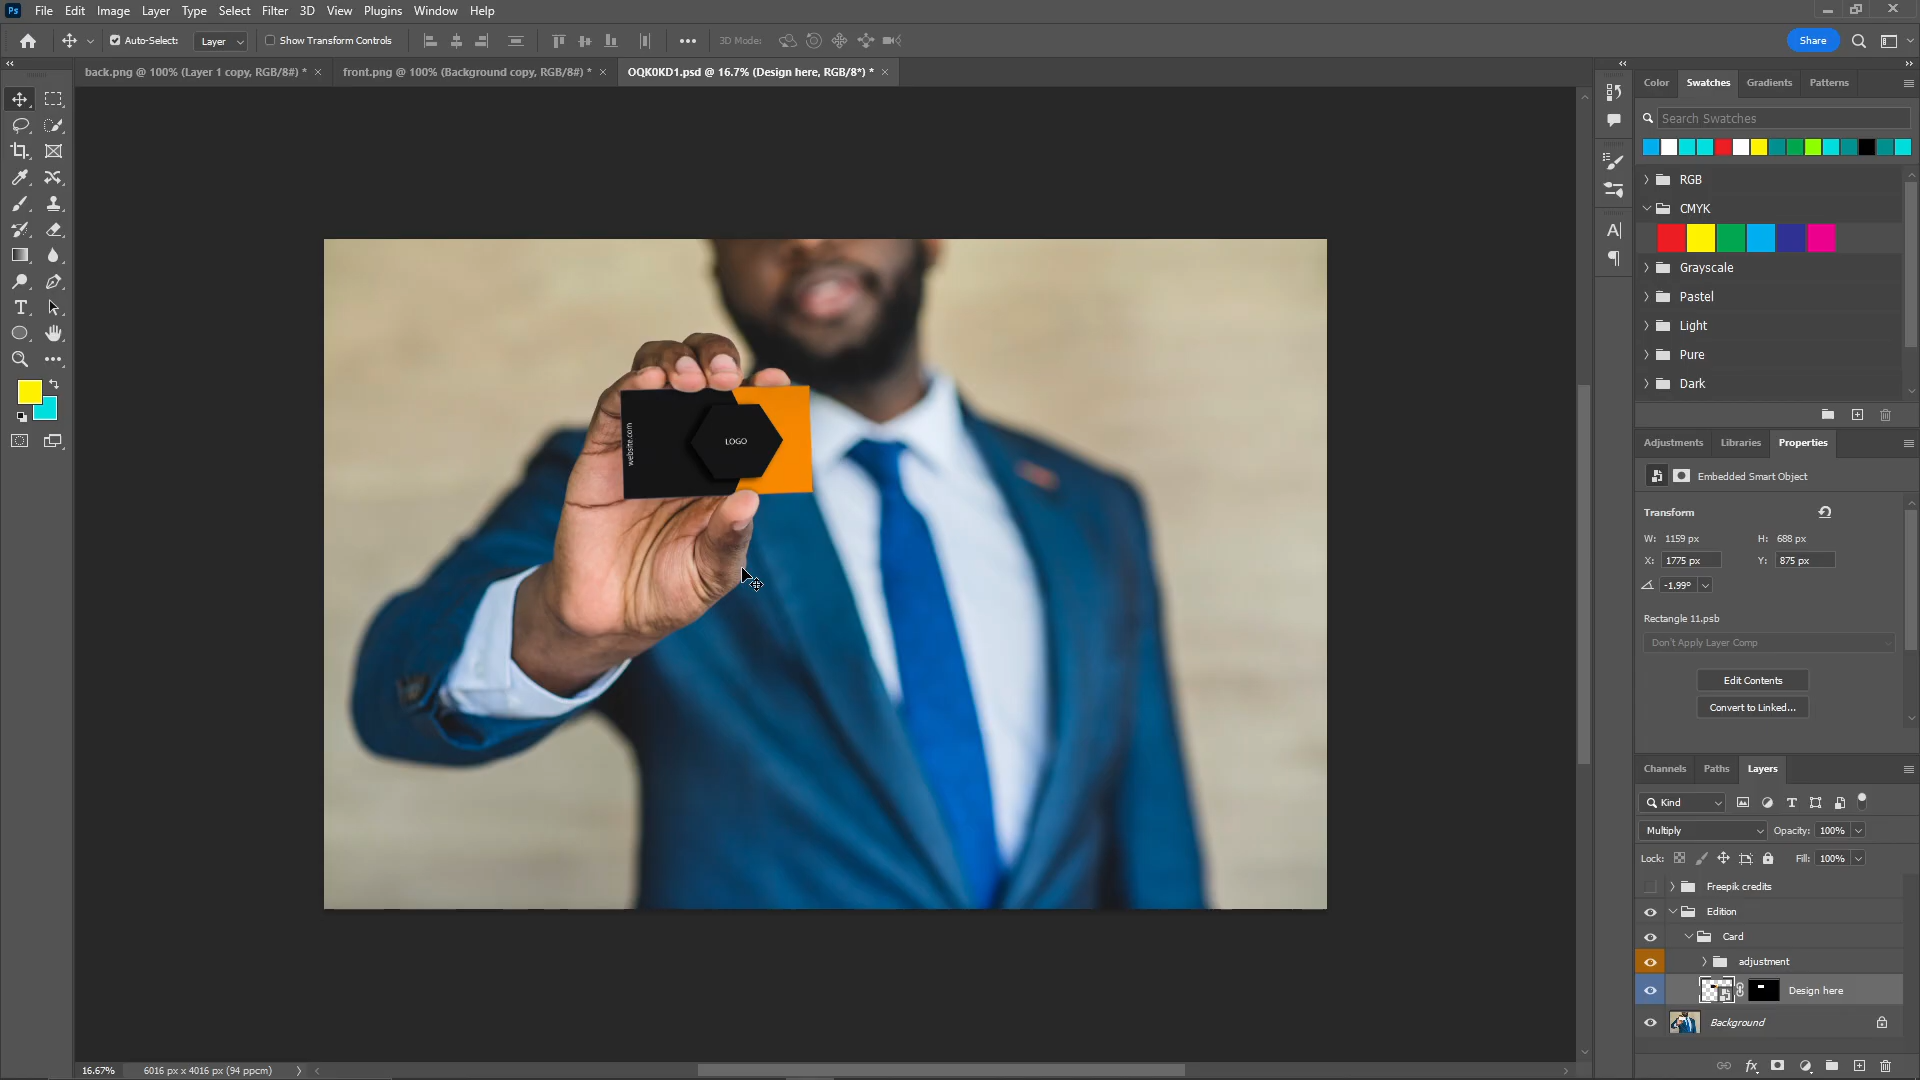 Ps File Edit Image Layer Type Select Filter 3D View Plugins Window Help
Auto-Select: Layer Show Transform Controls 3D Mode: Share
back.png @ 100% (Layer 1 copy, RGB/8#) * front.png @ 100% (Background copy, RGB/8#) * OQK0KD1.psd @ 16.7% (Design here, RGB/8*) *
Color Swatches Gradients Patterns
Search Swatches
RGB
CMYK
Grayscale
Pastel
Light
Pure
Dark
website.com
LOGO
Adjustments Libraries Properties
Embedded Smart Object
Transform
W: 1159 px H: 688 px
X: 1775 px Y: 875 px
-1.99°
Rectangle 11.psb
Don't Apply Layer Comp
Edit Contents
Convert to Linked...
Channels Paths Layers
Kind
Multiply Opacity: 100%
Lock: Fill: 100%
Freepik credits
Edition
Card
adjustment
Design here
Background
16.67% 6016 px x 4016 px (94 ppcm)